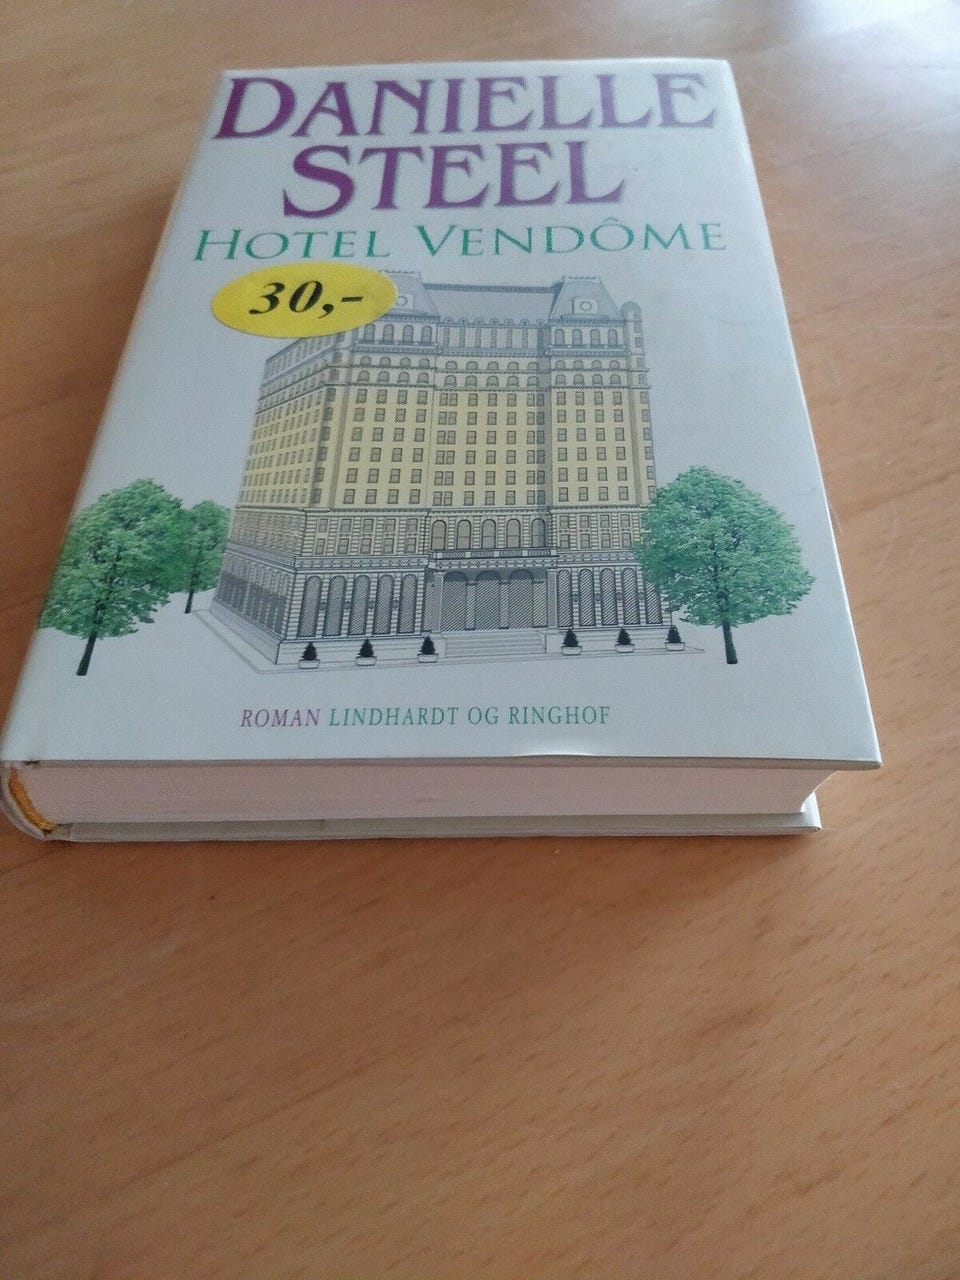 DANIELLE
STEEL
HOTEL VENDÔME
30,-
ROMAN LINDHARDT OG RINGHOF